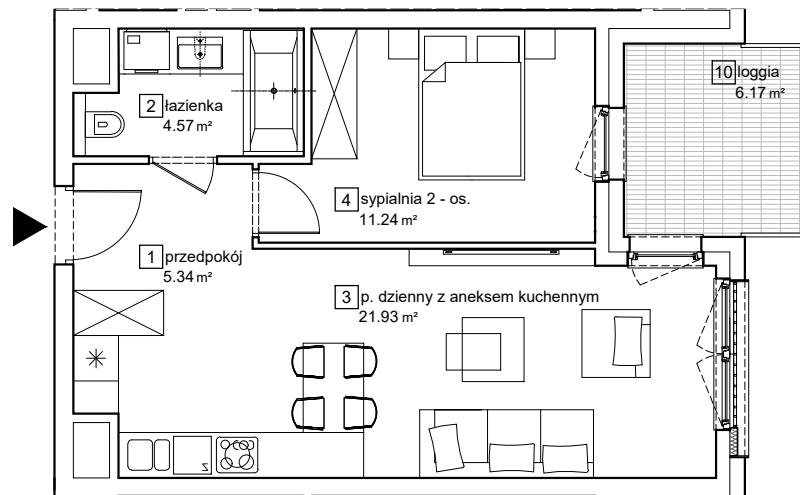 10 loggia
6.17 m²
2 łazienka
4.57 m²
4 sypialnia 2 - os.
11.24 m²
1 przedpokój
5.34 m²
3 p. dzienny z aneksem kuchennym
21.93 m²
z